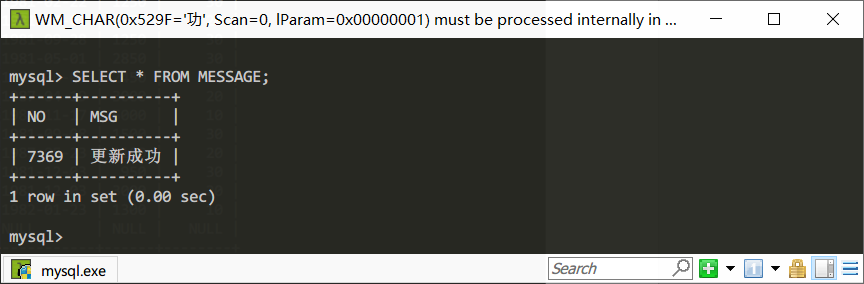 WM_CHAR(0x529F='功', Scan=0, lParam=0x00000001) must be processed internally in ...
mysql> SELECT * FROM MESSAGE;
+------+----------+
| NO   | MSG      |
+------+----------+
| 7369 | 更新成功 |
+------+----------+
1 row in set (0.00 sec)
mysql>
mysql.exe
Search
1